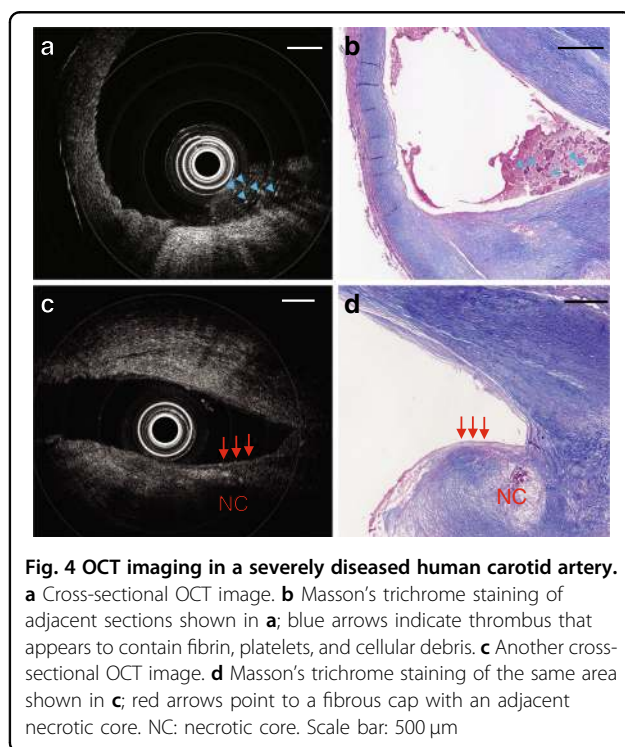 a
b
c
NC
d
NC
Fig. 4 OCT imaging in a severely diseased human carotid artery.
a Cross-sectional OCT image. b Masson's trichrome staining of
adjacent sections shown in a; blue arrows indicate thrombus that
appears to contain fibrin, platelets, and cellular debris. c Another cross-
sectional OCT image. d Masson's trichrome staining of the same area
shown in c; red arrows point to a fibrous cap with an adjacent
necrotic core. NC: necrotic core. Scale bar: 500 μm